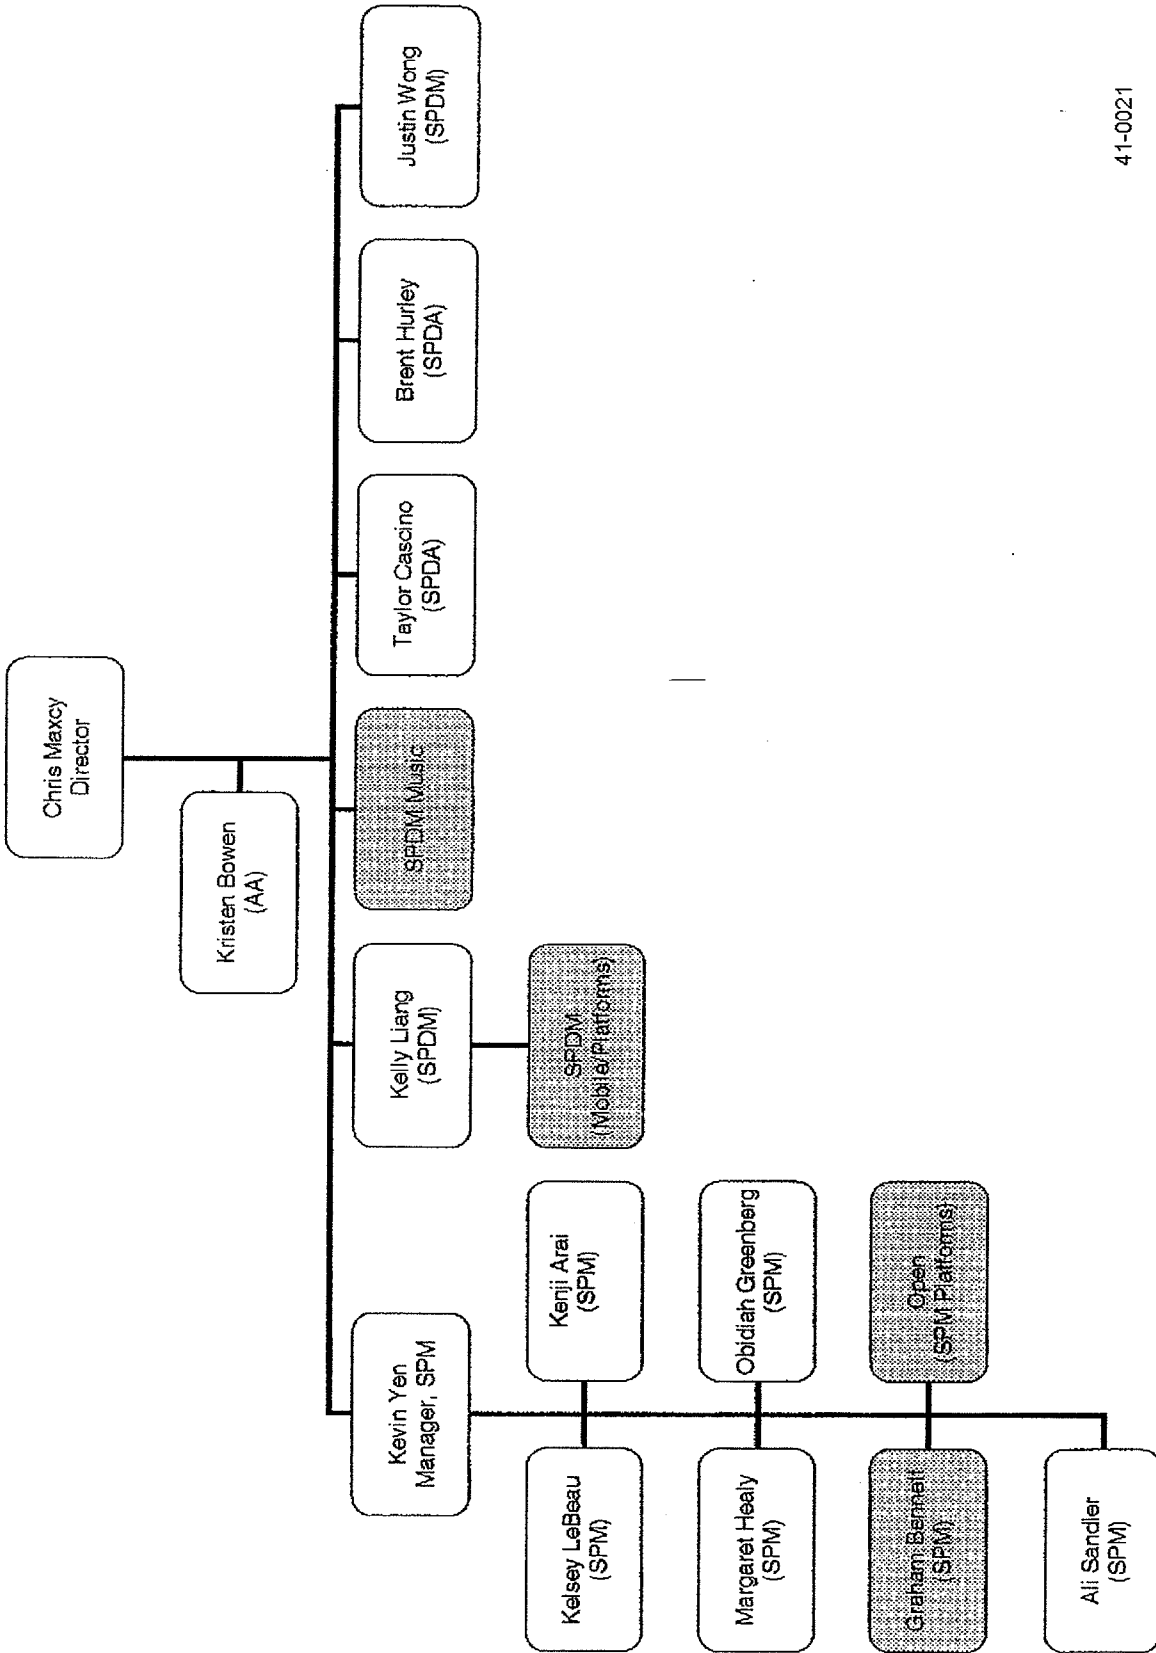 Chris Maxcy
Director
Kristen Bowen
(AA)
Kevin Yen
Manager, SPM
Kelly Liang
(SPDM)
SPDM Music
Taylor Cascino
(SPDA)
Brent Hurley
(SPDA)
Justin Wong
(SPDM)
Kelsey LeBeau
(SPM)
Kenji Arai
(SPM)
SPDM
(Mobile/Platforms)
Margaret Healy
(SPM)
Obidiah Greenberg
(SPM)
Graham Bennett
(SPM)
Open
(SPM Platforms)
Ali Sandler
(SPM)
41-0021